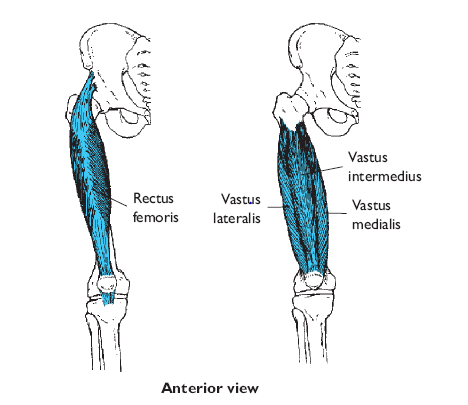 Rectus
femoris
Vastus
intermedius
Vastus
lateralis
Vastus
medialis
Anterior view